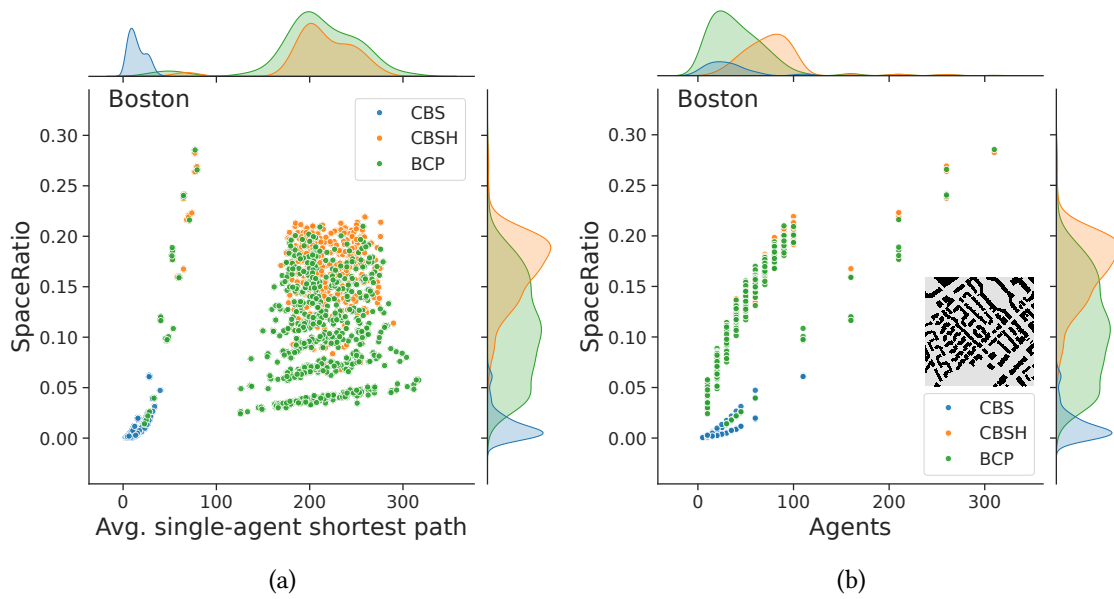 Boston
CBS
CBSH
BCP
SpaceRatio
0.30
0.25
0.20
0.15
0.10
0.05
0.00
0
100
200
300
Avg. single-agent shortest path
(a)
Boston
SpaceRatio
0.30
0.25
0.20
0.15
0.10
0.05
0.00
CBS
CBSH
BCP
0
100
200
300
Agents
(b)